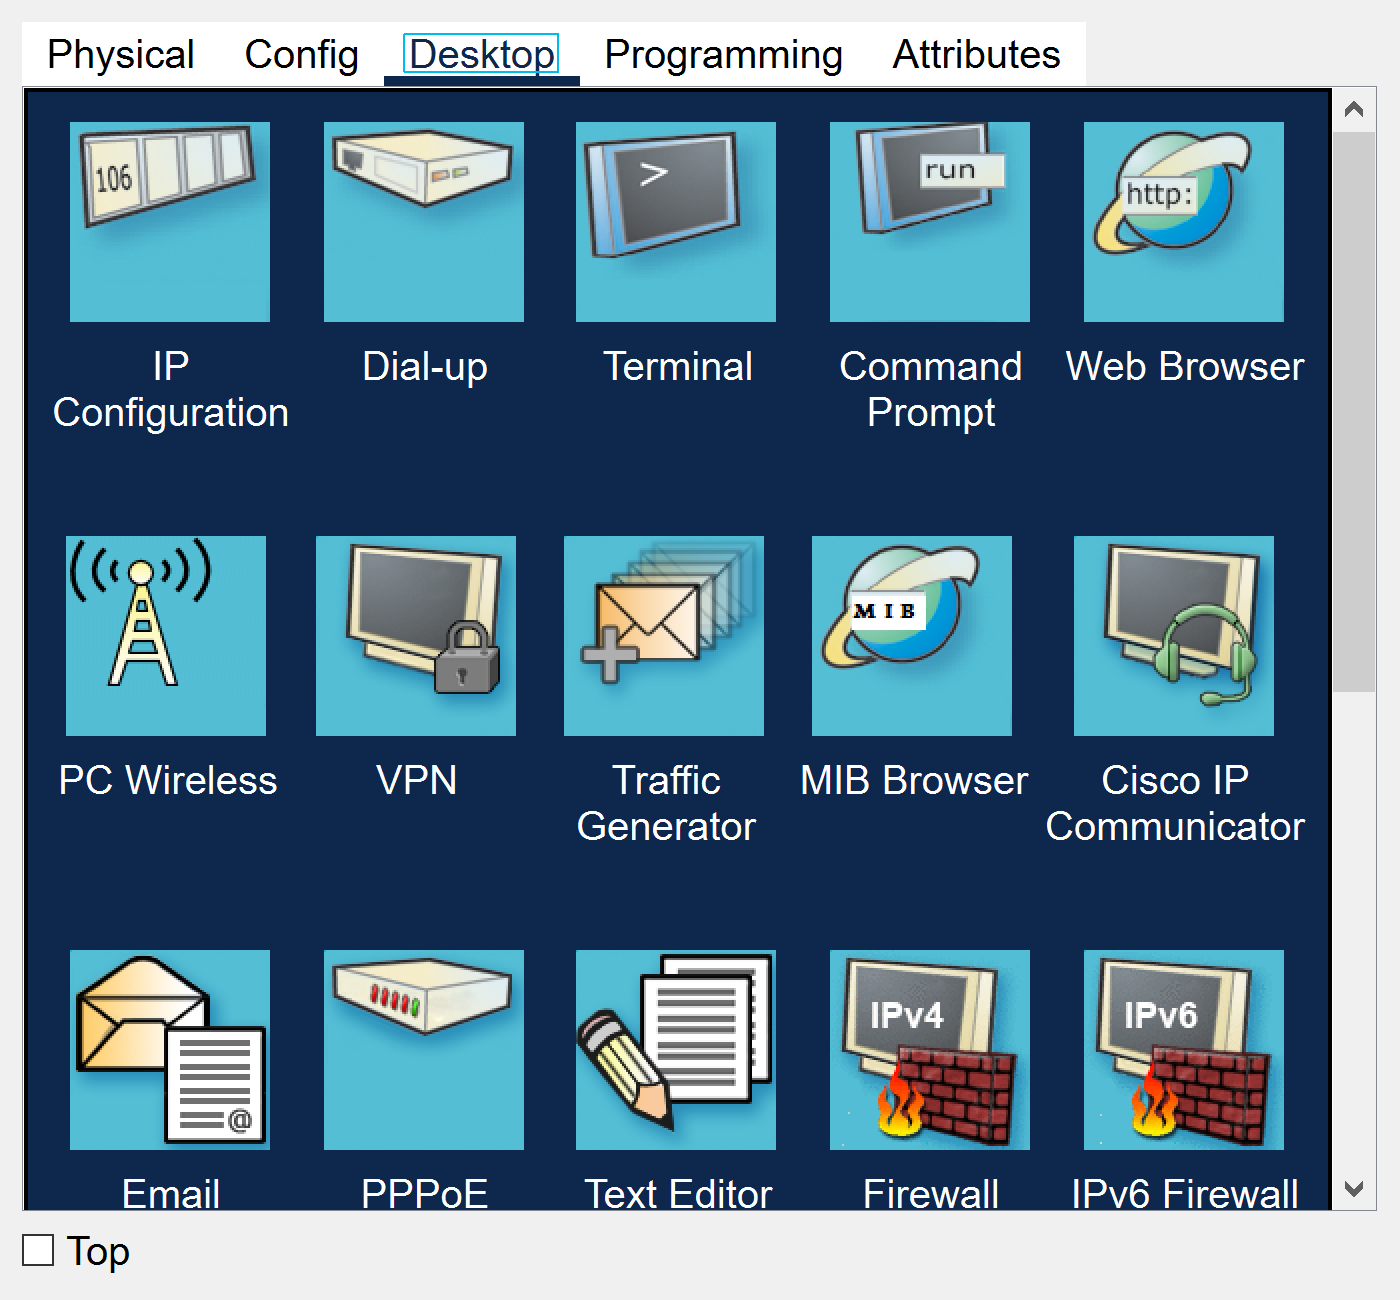 Physical Config Desktop Programming Attributes
106
>
run
http:
IP
Configuration
Dial-up
Terminal
Command
Prompt
Web Browser
MIB
PC Wireless
VPN
Traffic
Generator
MIB Browser
Cisco IP
Communicator
@
IPv4
IPv6
Email
PPPoE
Text Editor
Firewall
IPv6 Firewall
Top